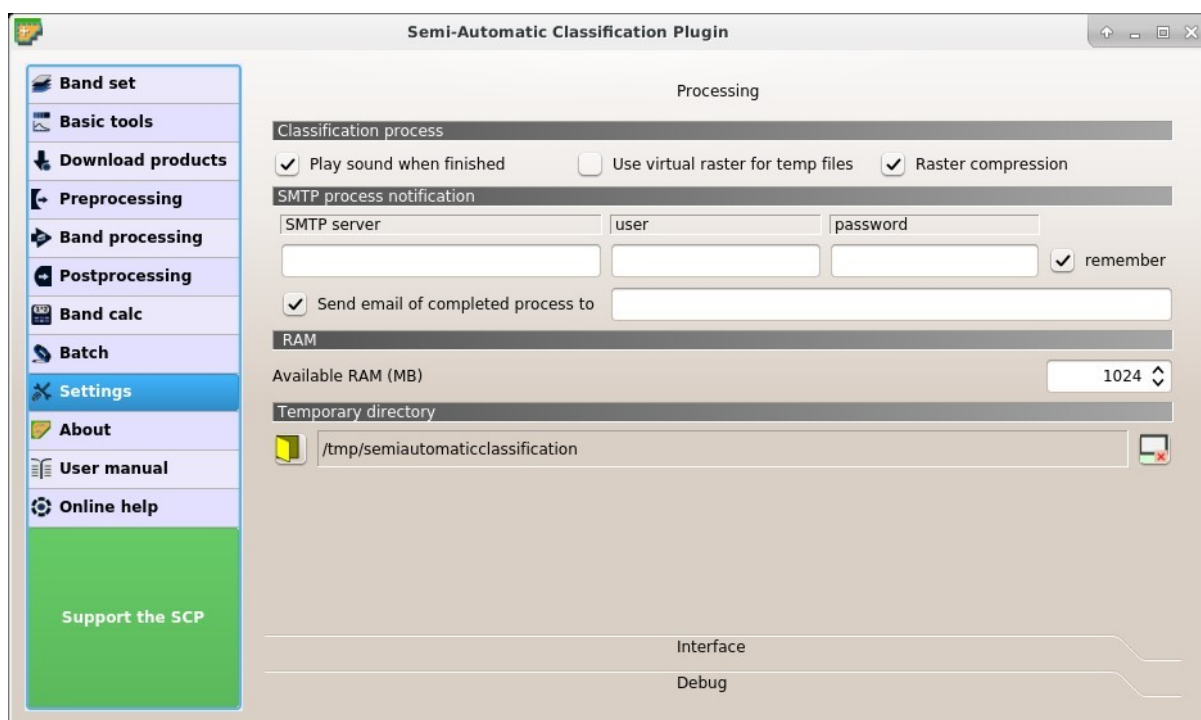 Semi-Automatic Classification Plugin
Band set
Basic tools
Download products
Preprocessing
Band processing
Postprocessing
Band calc
Batch
Settings
About
User manual
Online help
Support the SCP
Processing
Classification process
Play sound when finished Use virtual raster for temp files Raster compression
SMTP process notification
SMTP server user password
remember
Send email of completed process to
RAM
Available RAM (MB) 1024
Temporary directory
/tmp/semiautomaticclassification
Interface
Debug